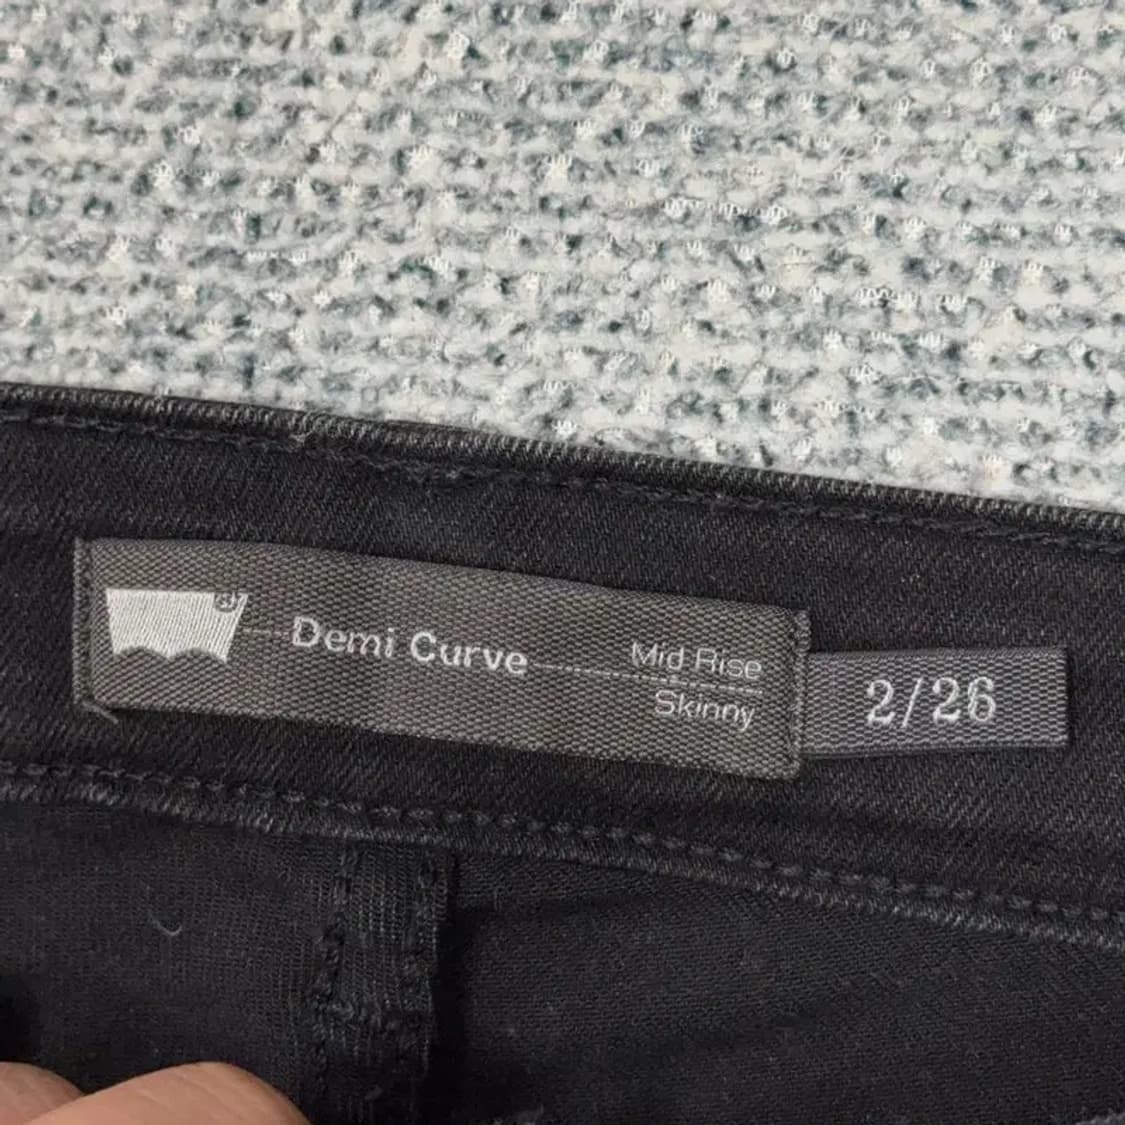 Demi Curve
Mid Rise
Skinny
2/26